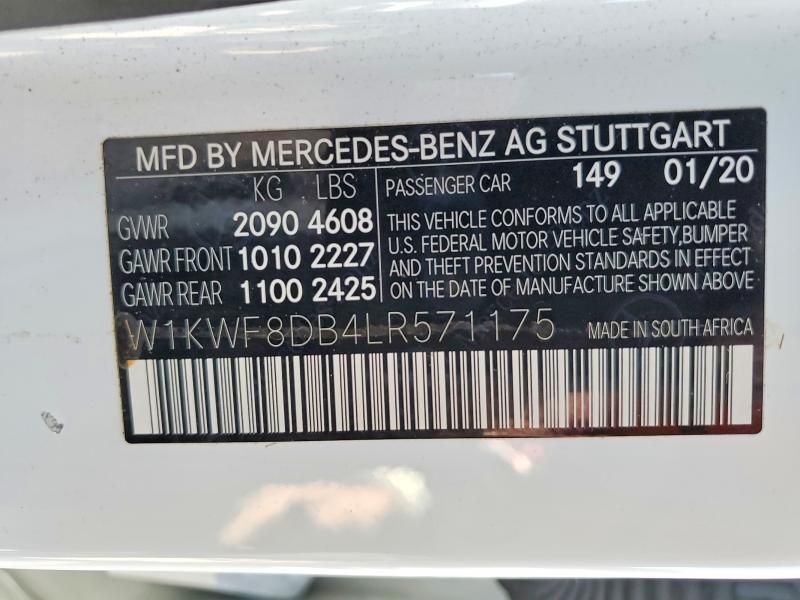 MFD BY MERCEDES-BENZ AG STUTTGART
KG LBS
GVWR 2090 4608
GAWR FRONT 1010 2227
GAWR REAR 1100 2425
PASSENGER CAR 149 01/20
THIS VEHICLE CONFORMS TO ALL APPLICABLE
U.S. FEDERAL MOTOR VEHICLE SAFETY,BUMPER
AND THEFT PREVENTION STANDARDS IN EFFECT
ON THE DATE OF MANUFACTURE SHOWN ABOVE
W1KWF8DB4LR571175
MADE IN SOUTH AFRICA